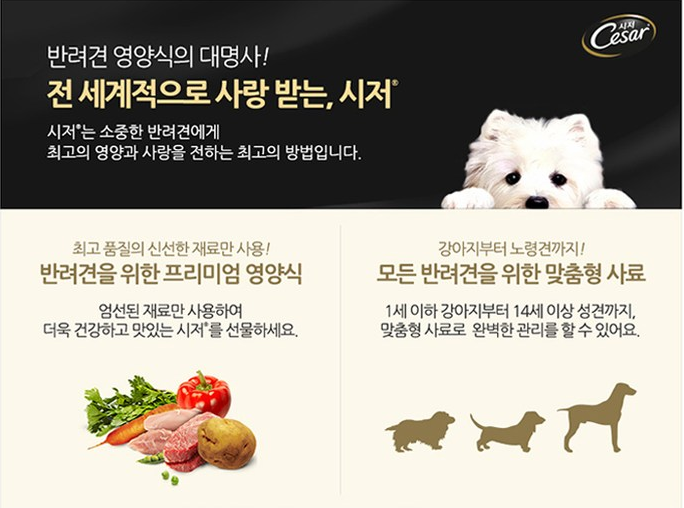 시저
Cesar®
반려견 영양식의 대명사!
전 세계적으로 사랑 받는, 시저®
시저®는 소중한 반려견에게
최고의 영양과 사랑을 전하는 최고의 방법입니다.
최고 품질의 신선한 재료만 사용!
반려견을 위한 프리미엄 영양식
엄선된 재료만 사용하여
더욱 건강하고 맛있는 시저®를 선물하세요.
강아지부터 노령견까지!
모든 반려견을 위한 맞춤형 사료
1세 이하 강아지부터 14세 이상 성견까지,
맞춤형 사료로 완벽한 관리를 할 수 있어요.